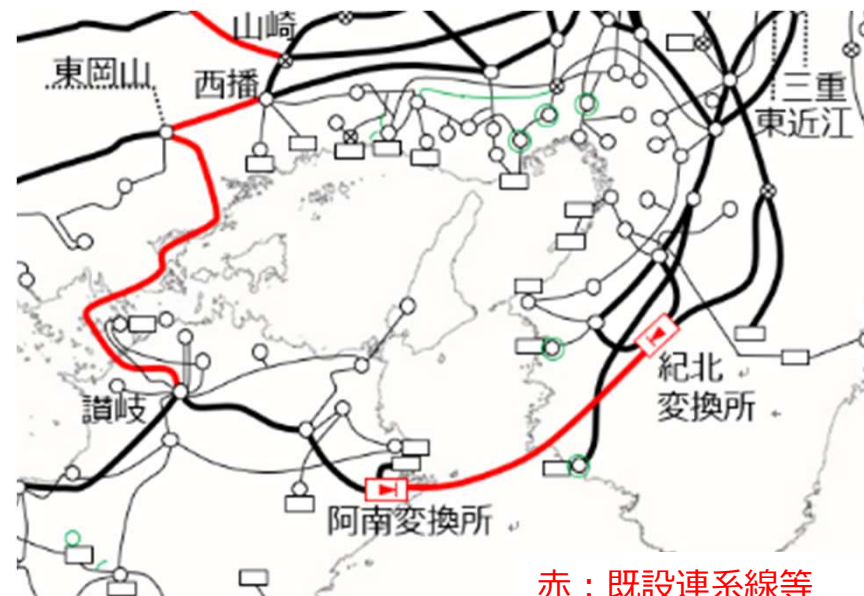 山崎
東岡山
西播
三重
東近江
讃岐
紀北
変換所
阿南変換所
赤：既設連系線等